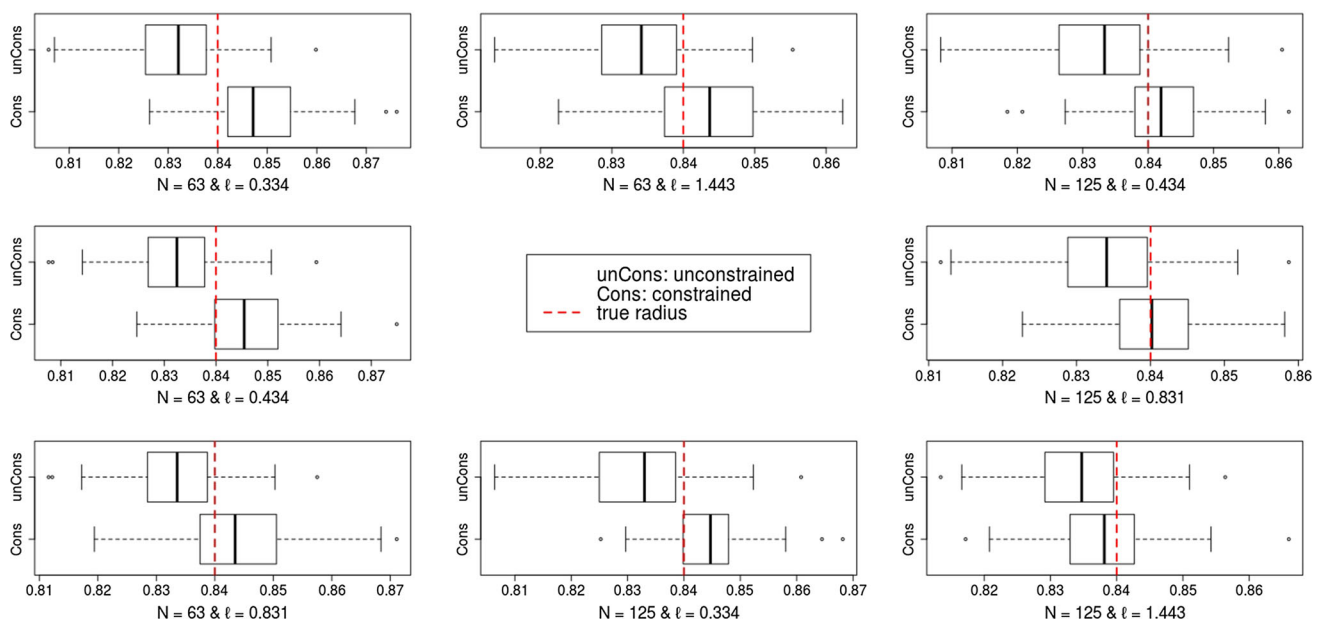 unCons
Cons
0.81 0.82 0.83 0.84 0.85 0.86 0.87
N = 63 & ℓ = 0.334
unCons
Cons
0.82 0.83 0.84 0.85 0.86
N = 63 & ℓ = 1.443
unCons
Cons
0.81 0.82 0.83 0.84 0.85 0.86
N = 125 & ℓ = 0.434
unCons
Cons
0.81 0.82 0.83 0.84 0.85 0.86 0.87
N = 63 & ℓ = 0.434
unCons: unconstrained
Cons: constrained
true radius
unCons
Cons
0.81 0.82 0.83 0.84 0.85 0.86
N = 125 & ℓ = 0.831
unCons
Cons
0.81 0.82 0.83 0.84 0.85 0.86 0.87
N = 63 & ℓ = 0.831
unCons
Cons
0.81 0.82 0.83 0.84 0.85 0.86 0.87
N = 125 & ℓ = 0.334
unCons
Cons
0.82 0.83 0.84 0.85 0.86
N = 125 & ℓ = 1.443